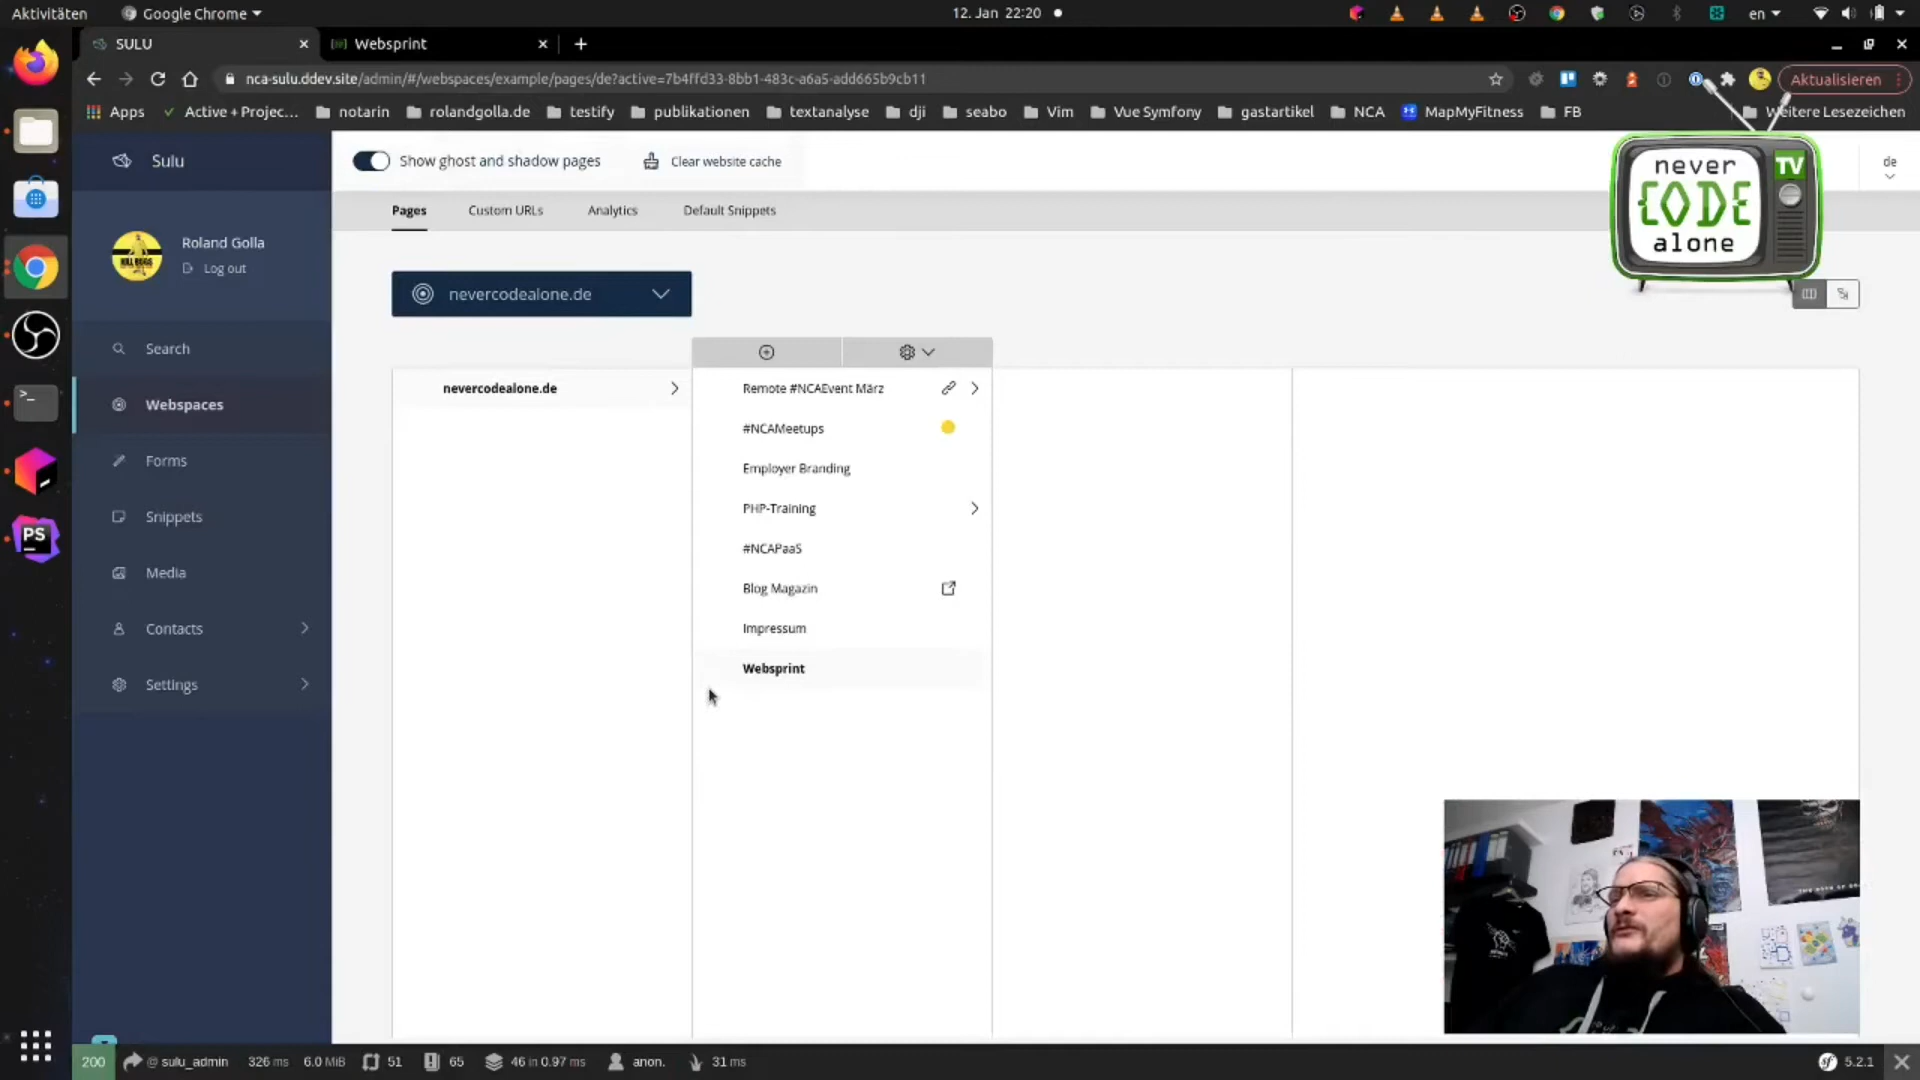 Aktivitäten
Google Chrome
12. Jan 22:20
en
SULU
Websprint
nca-sulu.ddev.site/admin/#/webspaces/example/pages/de?active=7b4ffd33-8bb1-483c-a6a5-add665b9cb11
Aktualisieren
Apps
Active + Projec...
notarin
rolandgolla.de
testify
publikationen
textanalyse
dji
seabo
Vim
Vue Symfony
gastartikel
NCA
MapMyFitness
FB
Weitere Lesezeichen
Sulu
Show ghost and shadow pages
Clear website cache
de
never
TV
{CODE
alone
Pages
Custom URLs
Analytics
Default Snippets
Roland Golla
Log out
nevercodealone.de
Search
Webspaces
Forms
Snippets
Media
Contacts
Settings
nevercodealone.de
Remote #NCAEvent März
#NCAMeetups
Employer Branding
PHP-Training
#NCAPaaS
Blog Magazin
Impressum
Websprint
PS
200
@ sulu_admin
326 ms
6.0 MiB
51
65
46 in 0.97 ms
anon.
31 ms
5.2.1